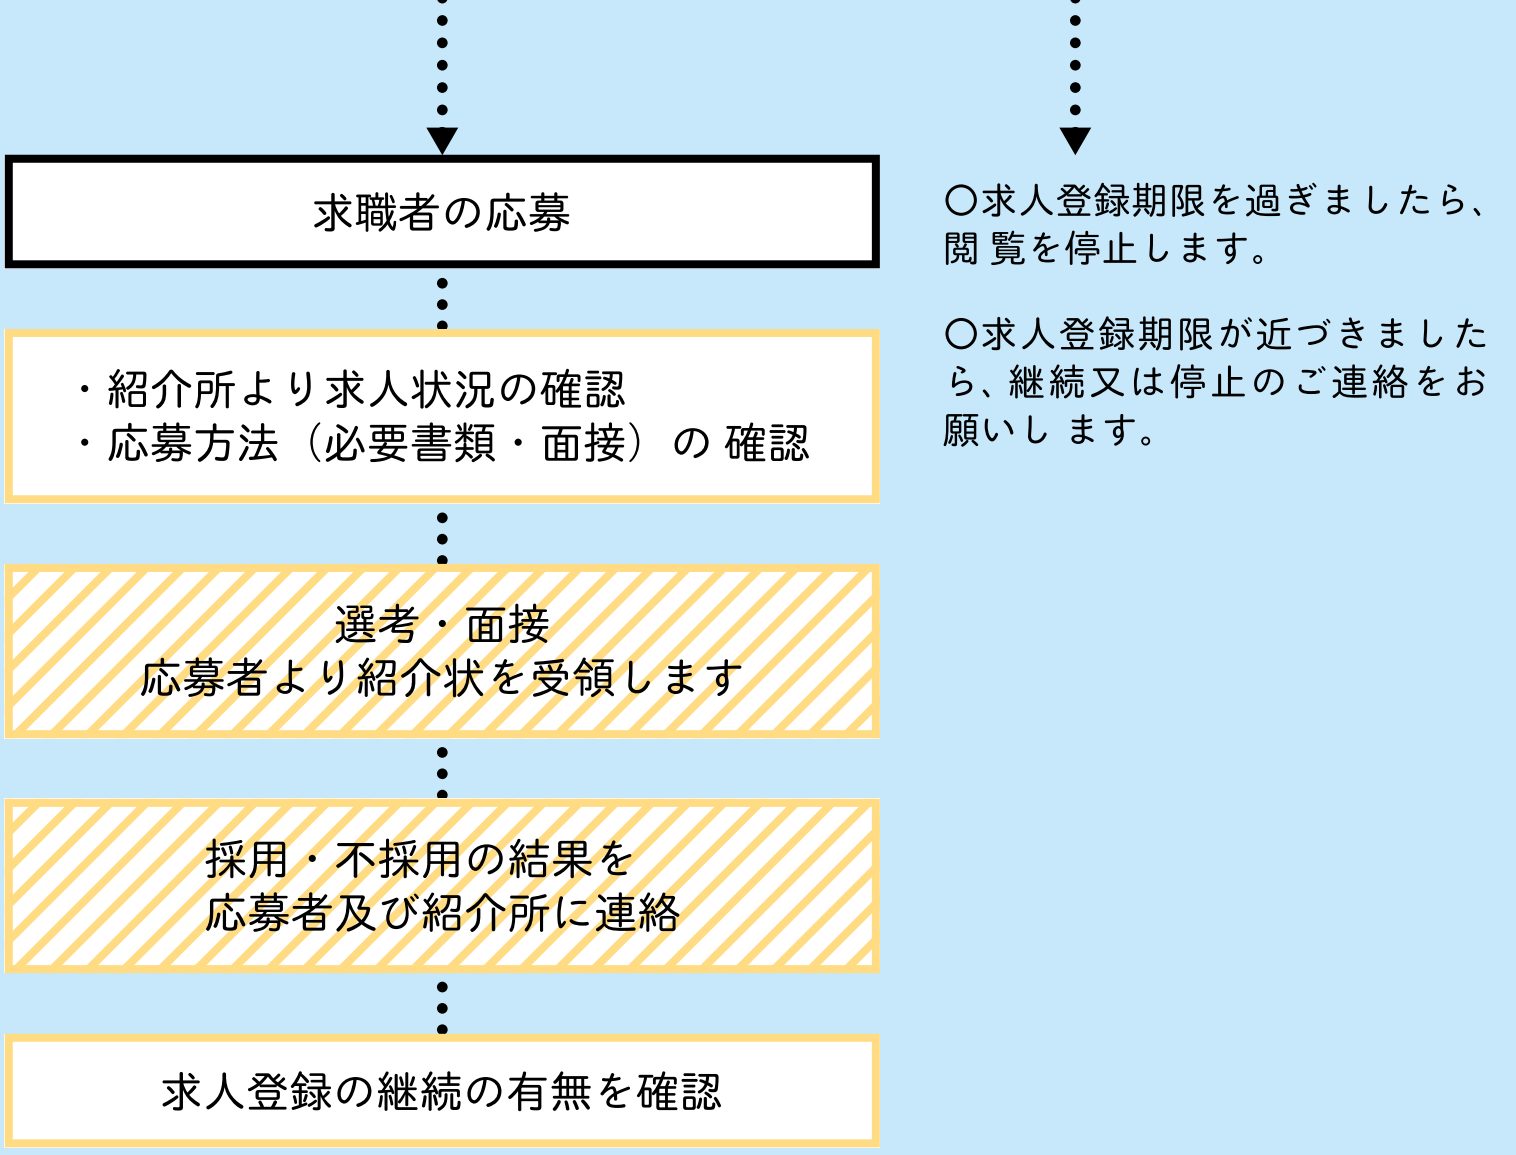 求職者の応募
・紹介所より求人状況の確認
・応募方法（必要書類・面接）の 確認
選考・面接
応募者より紹介状を受領します
採用・不採用の結果を
応募者及び紹介所に連絡
求人登録の継続の有無を確認
〇求人登録期限を過ぎましたら、
閲 覧を停止します。
〇求人登録期限が近づきました
ら、継続又は停止のご連絡をお
願いし ます。